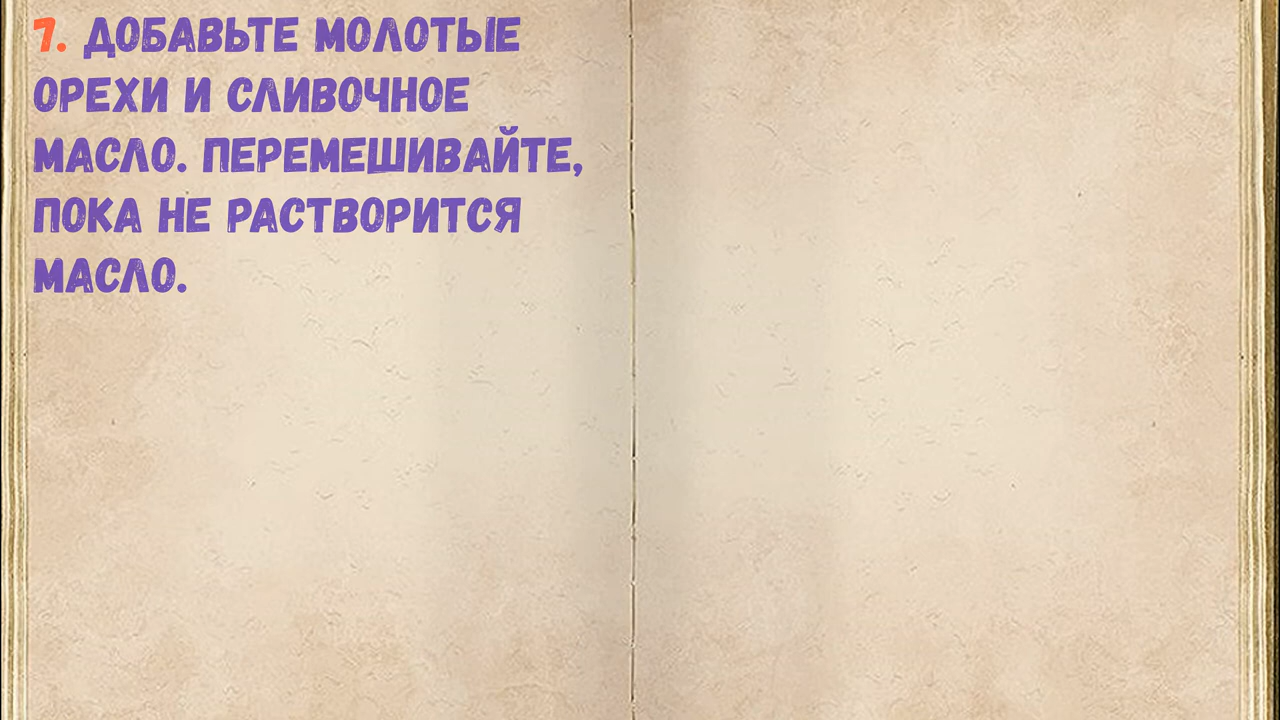 7. ДОБАВЬТЕ МОЛОТЫЕ
ОРЕХИ И СЛИВОЧНОЕ
МАСЛО. ПЕРЕМЕШИВАЙТЕ,
ПОКА НЕ РАСТВОРИТСЯ
МАСЛО.